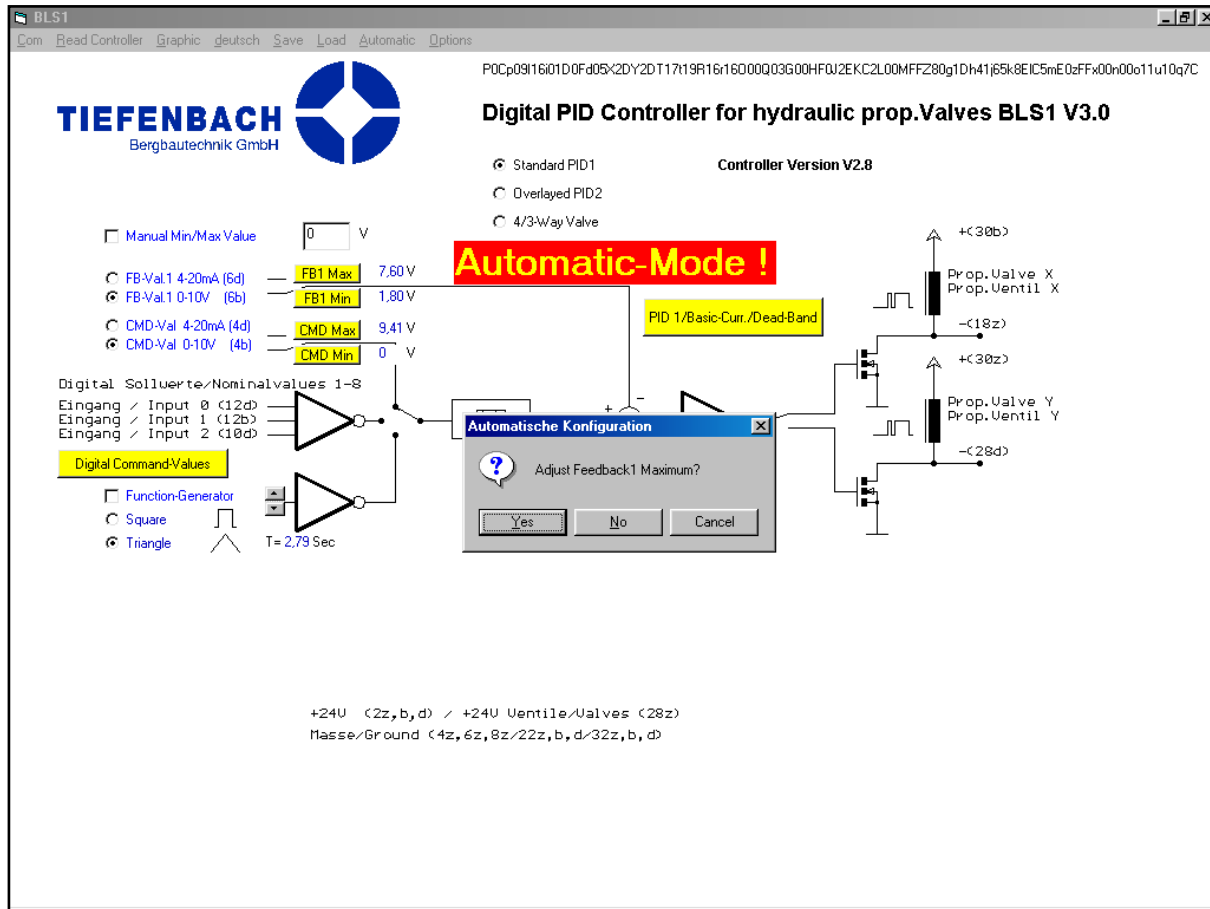 BLS1
Com Read Controller Graphic deutsch Save Load Automatic Options
P0Cp09I16i01D0Fd05X2DY2DT17t19R16r16O00Q03G00HF0J2EKC2L00MFFZ80g1Dh41j65k8EIC5mE0zFFx00n00o11u10q7C
TIEFENBACH
Bergbautechnik GmbH
Digital PID Controller for hydraulic prop.Valves BLS1 V3.0
Standard PID1
Controller Version V2.8
Overlayed PID2
4/3-Way Valve
Manual Min/Max Value 0 V
Automatic-Mode !
FB-Val.1 4-20mA (6d) FB1 Max 7,60 V
FB-Val.1 0-10V (6b) FB1 Min 1,80 V
CMD-Val 4-20mA (4d) CMD Max 9,41 V
CMD-Val 0-10V (4b) CMD Min 0 V
PID 1/Basic-Curr./Dead-Band
+(30b)
Prop.Valve X
Prop.Ventil X
-(18z)
+(30z)
Prop.Valve Y
Prop.Ventil Y
-(28d)
Digital Sollwerte/Nominalvalues 1-8
Eingang / Input 0 (12d)
Eingang / Input 1 (12b)
Eingang / Input 2 (10d)
Digital Command-Values
Function-Generator
Square
Triangle
T= 2,79 Sec
+ -
Automatische Konfiguration
Adjust Feedback1 Maximum?
Yes No Cancel
+24V (2z,b,d) / +24V Ventile/Valves (28z)
Masse/Ground (4z,6z,8z/22z,b,d/32z,b,d)